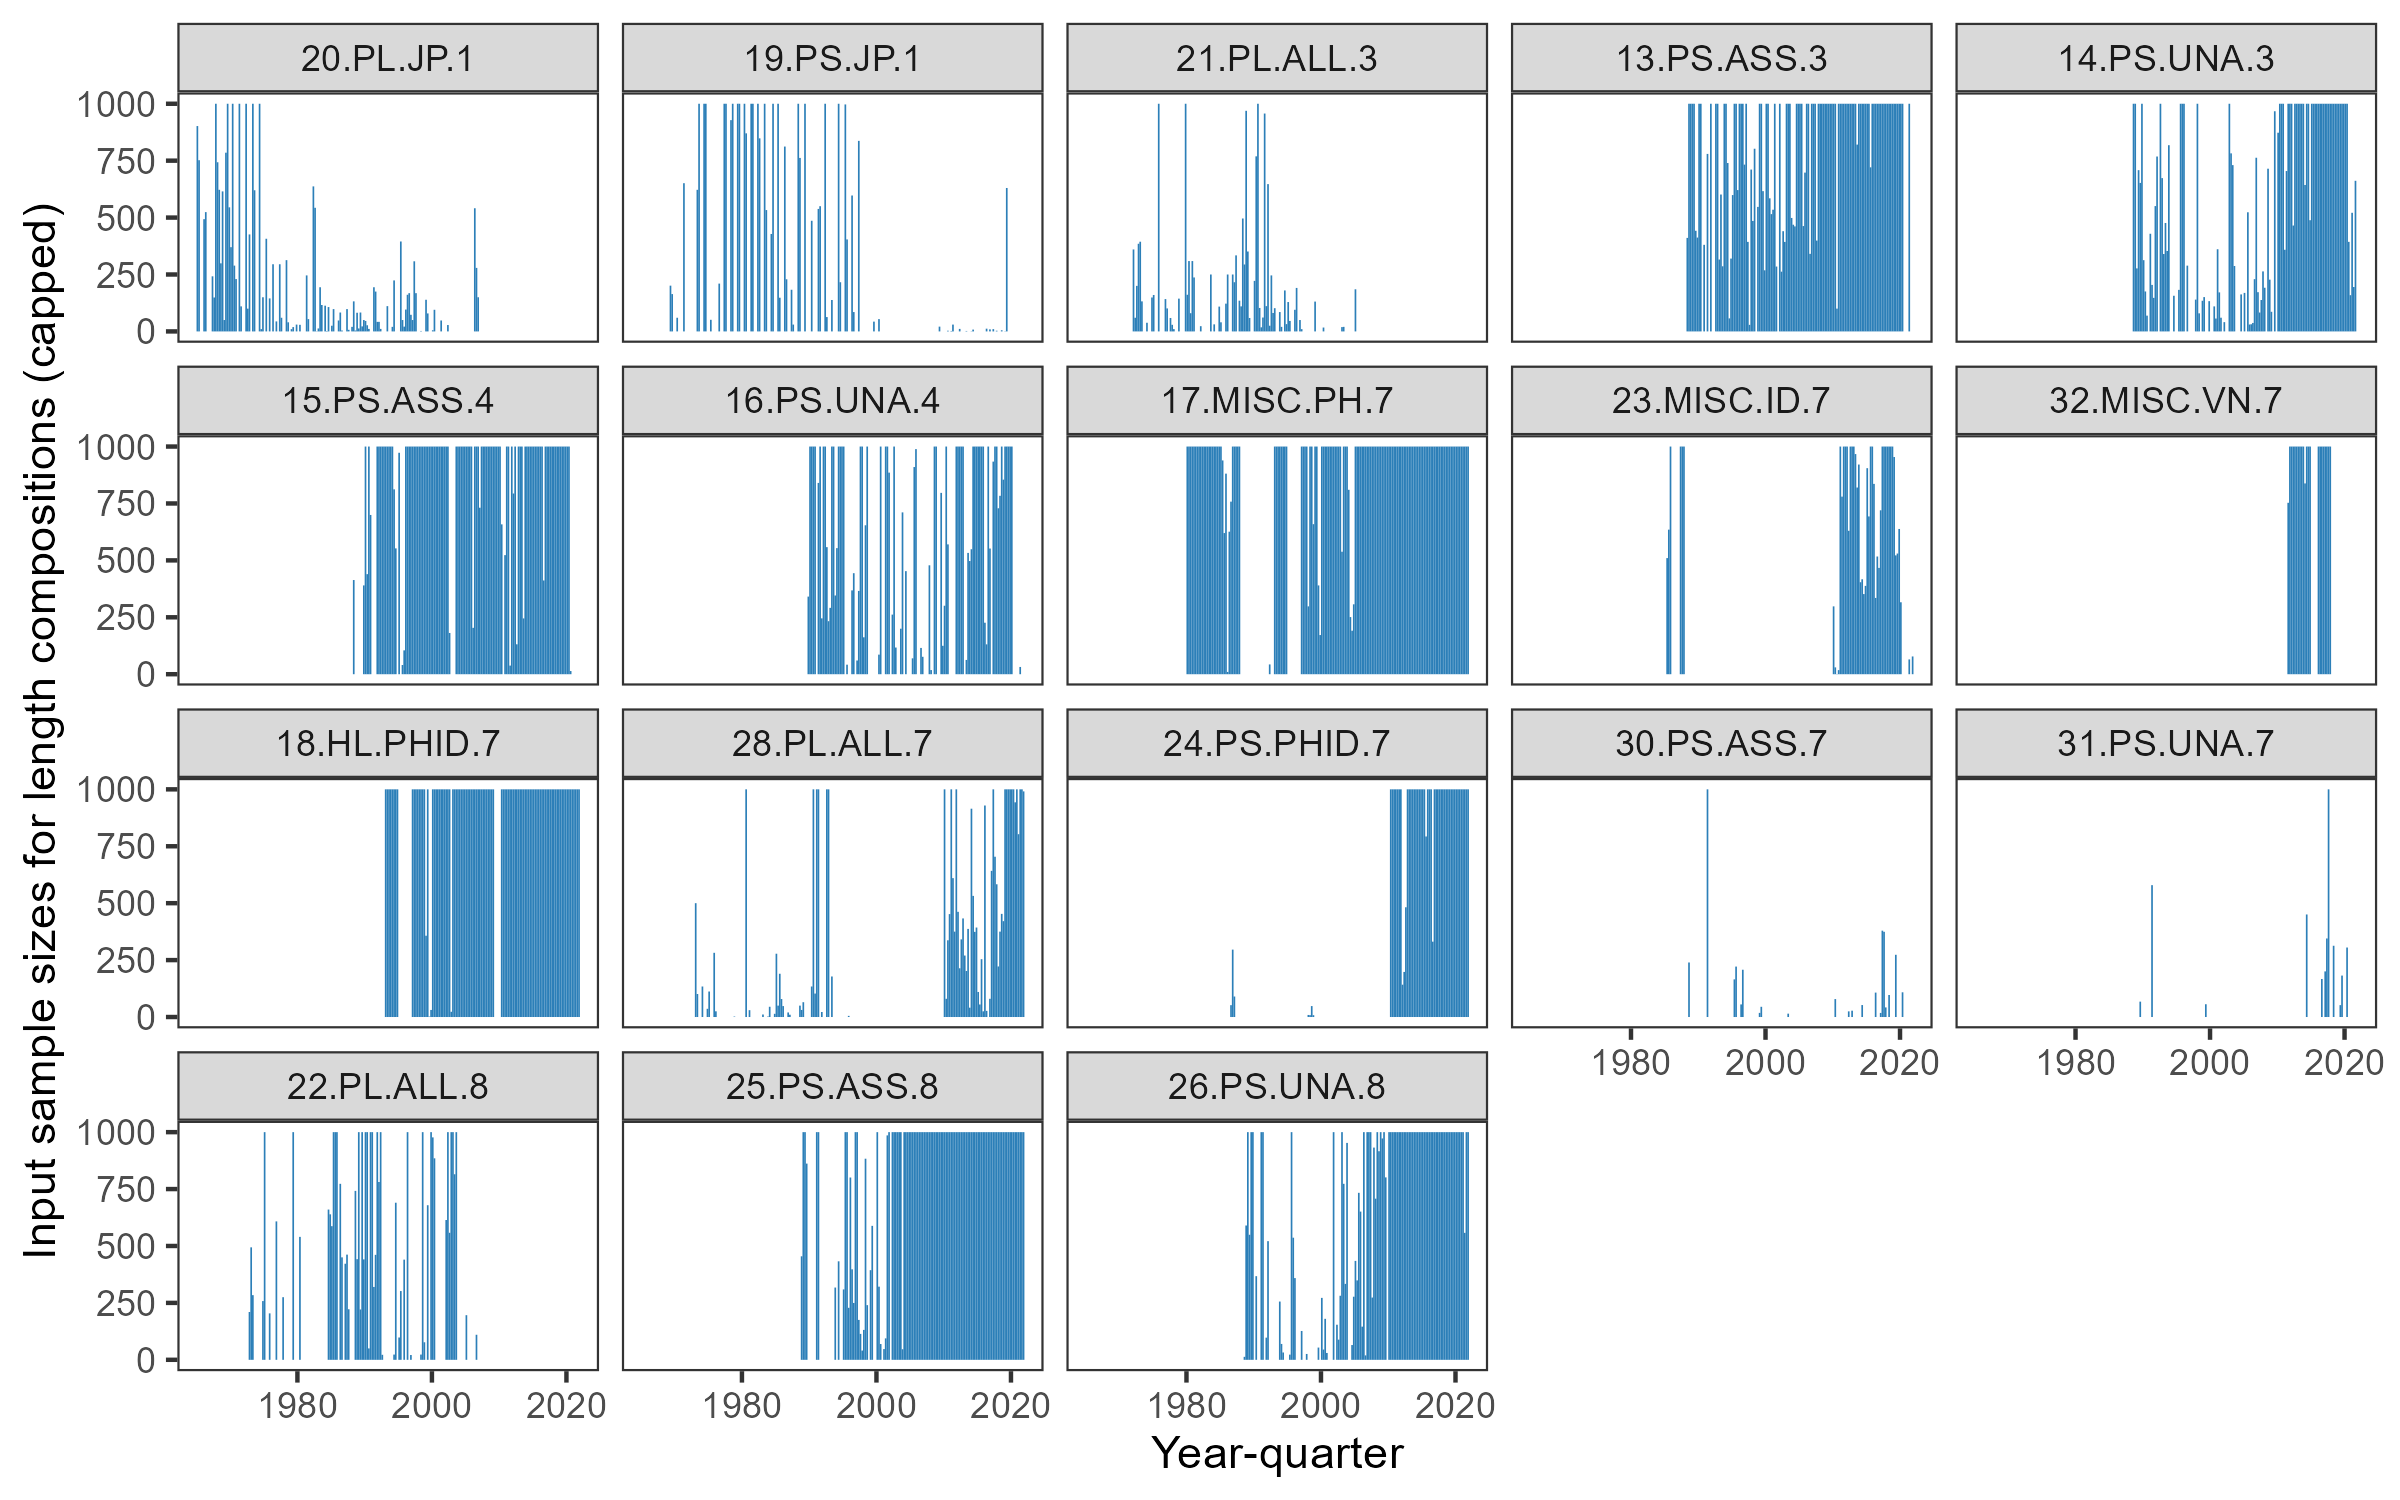 20.PL.JP.1 19.PS.JP.1 21.PL.ALL.3 13.PS.ASS.3 14.PS.UNA.3
1000
750
500
250
0
15.PS.ASS.4 16.PS.UNA.4 17.MISC.PH.7 23.MISC.ID.7 32.MISC.VN.7
1000
750
500
250
0
18.HL.PHID.7 28.PL.ALL.7 24.PS.PHID.7 30.PS.ASS.7 31.PS.UNA.7
1000
750
500
250
0
1980 2000 2020 1980 2000 2020
22.PL.ALL.8 25.PS.ASS.8 26.PS.UNA.8
1000
750
500
250
0
1980 2000 2020 1980 2000 2020 1980 2000 2020
Year-quarter
Input sample sizes for length compositions (capped)